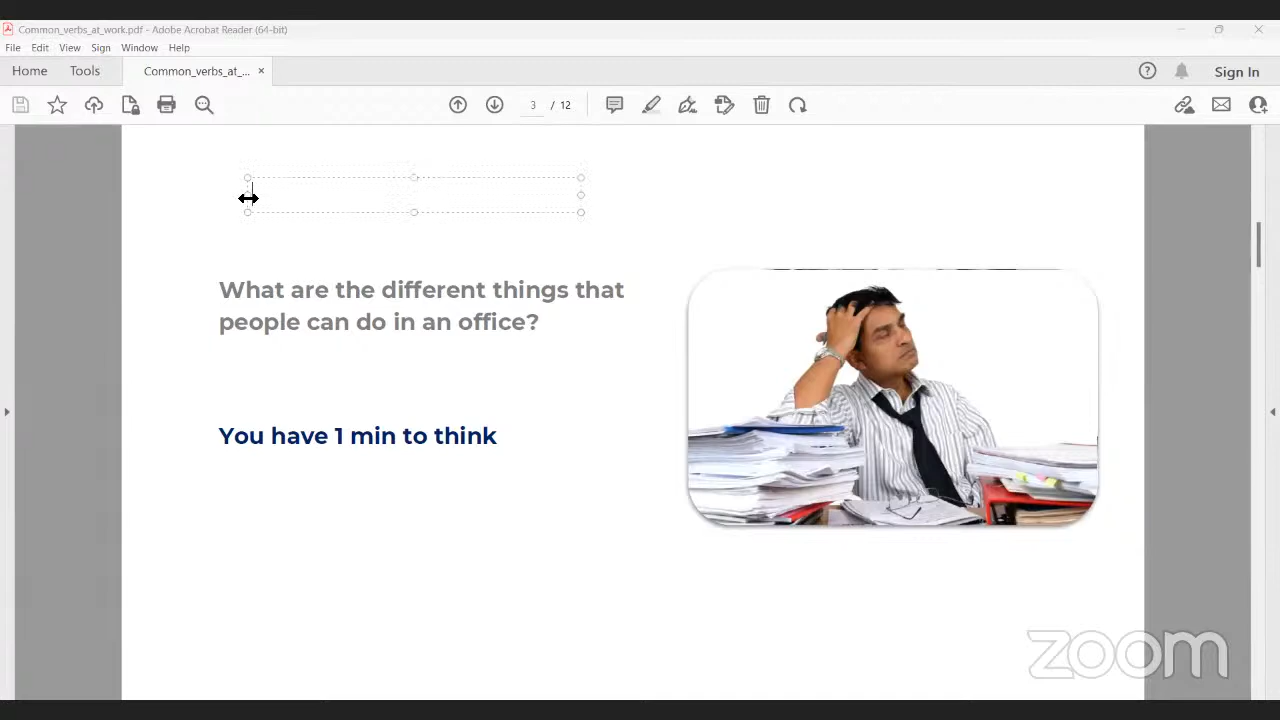 Common_verbs_at_work.pdf - Adobe Acrobat Reader (64-bit)
File Edit View Sign Window Help
Home Tools Common_verbs_at_... × Sign In
3 / 12
What are the different things that
people can do in an office?
You have 1 min to think
zoom